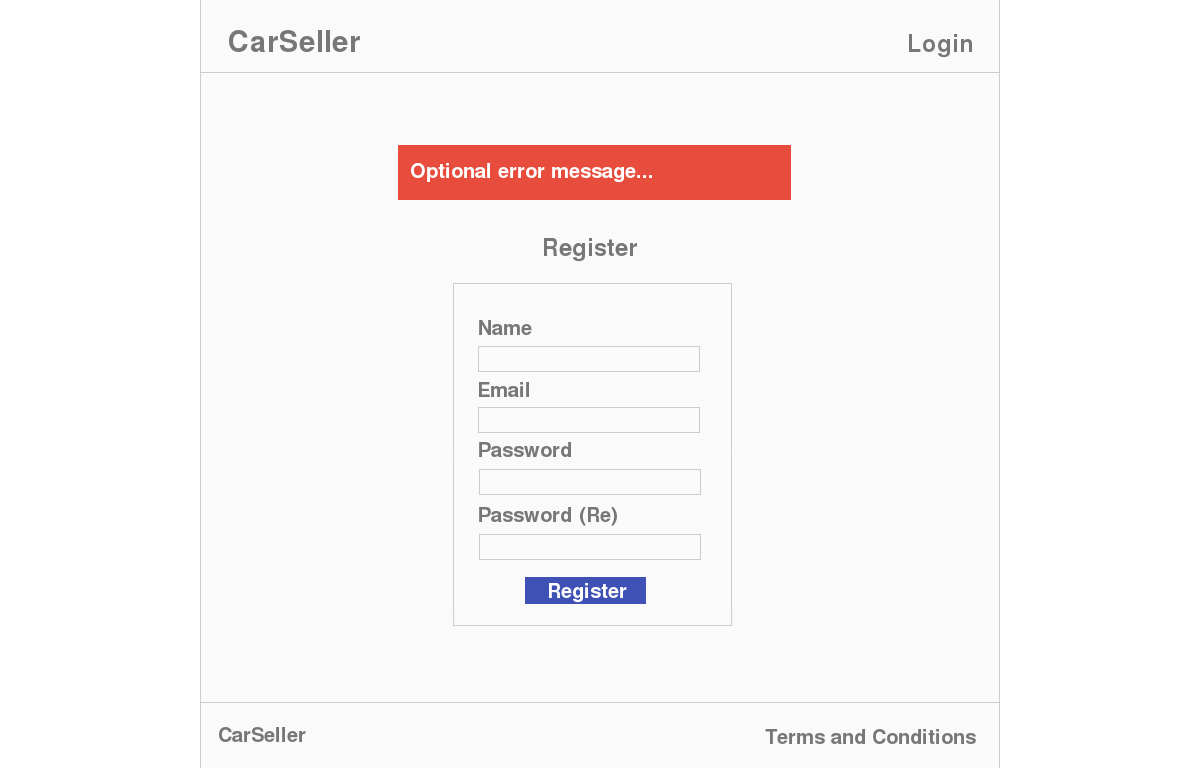 CarSeller
Login
Optional error message...
Register
Name
Email
Password
Password (Re)
Register
CarSeller
Terms and Conditions